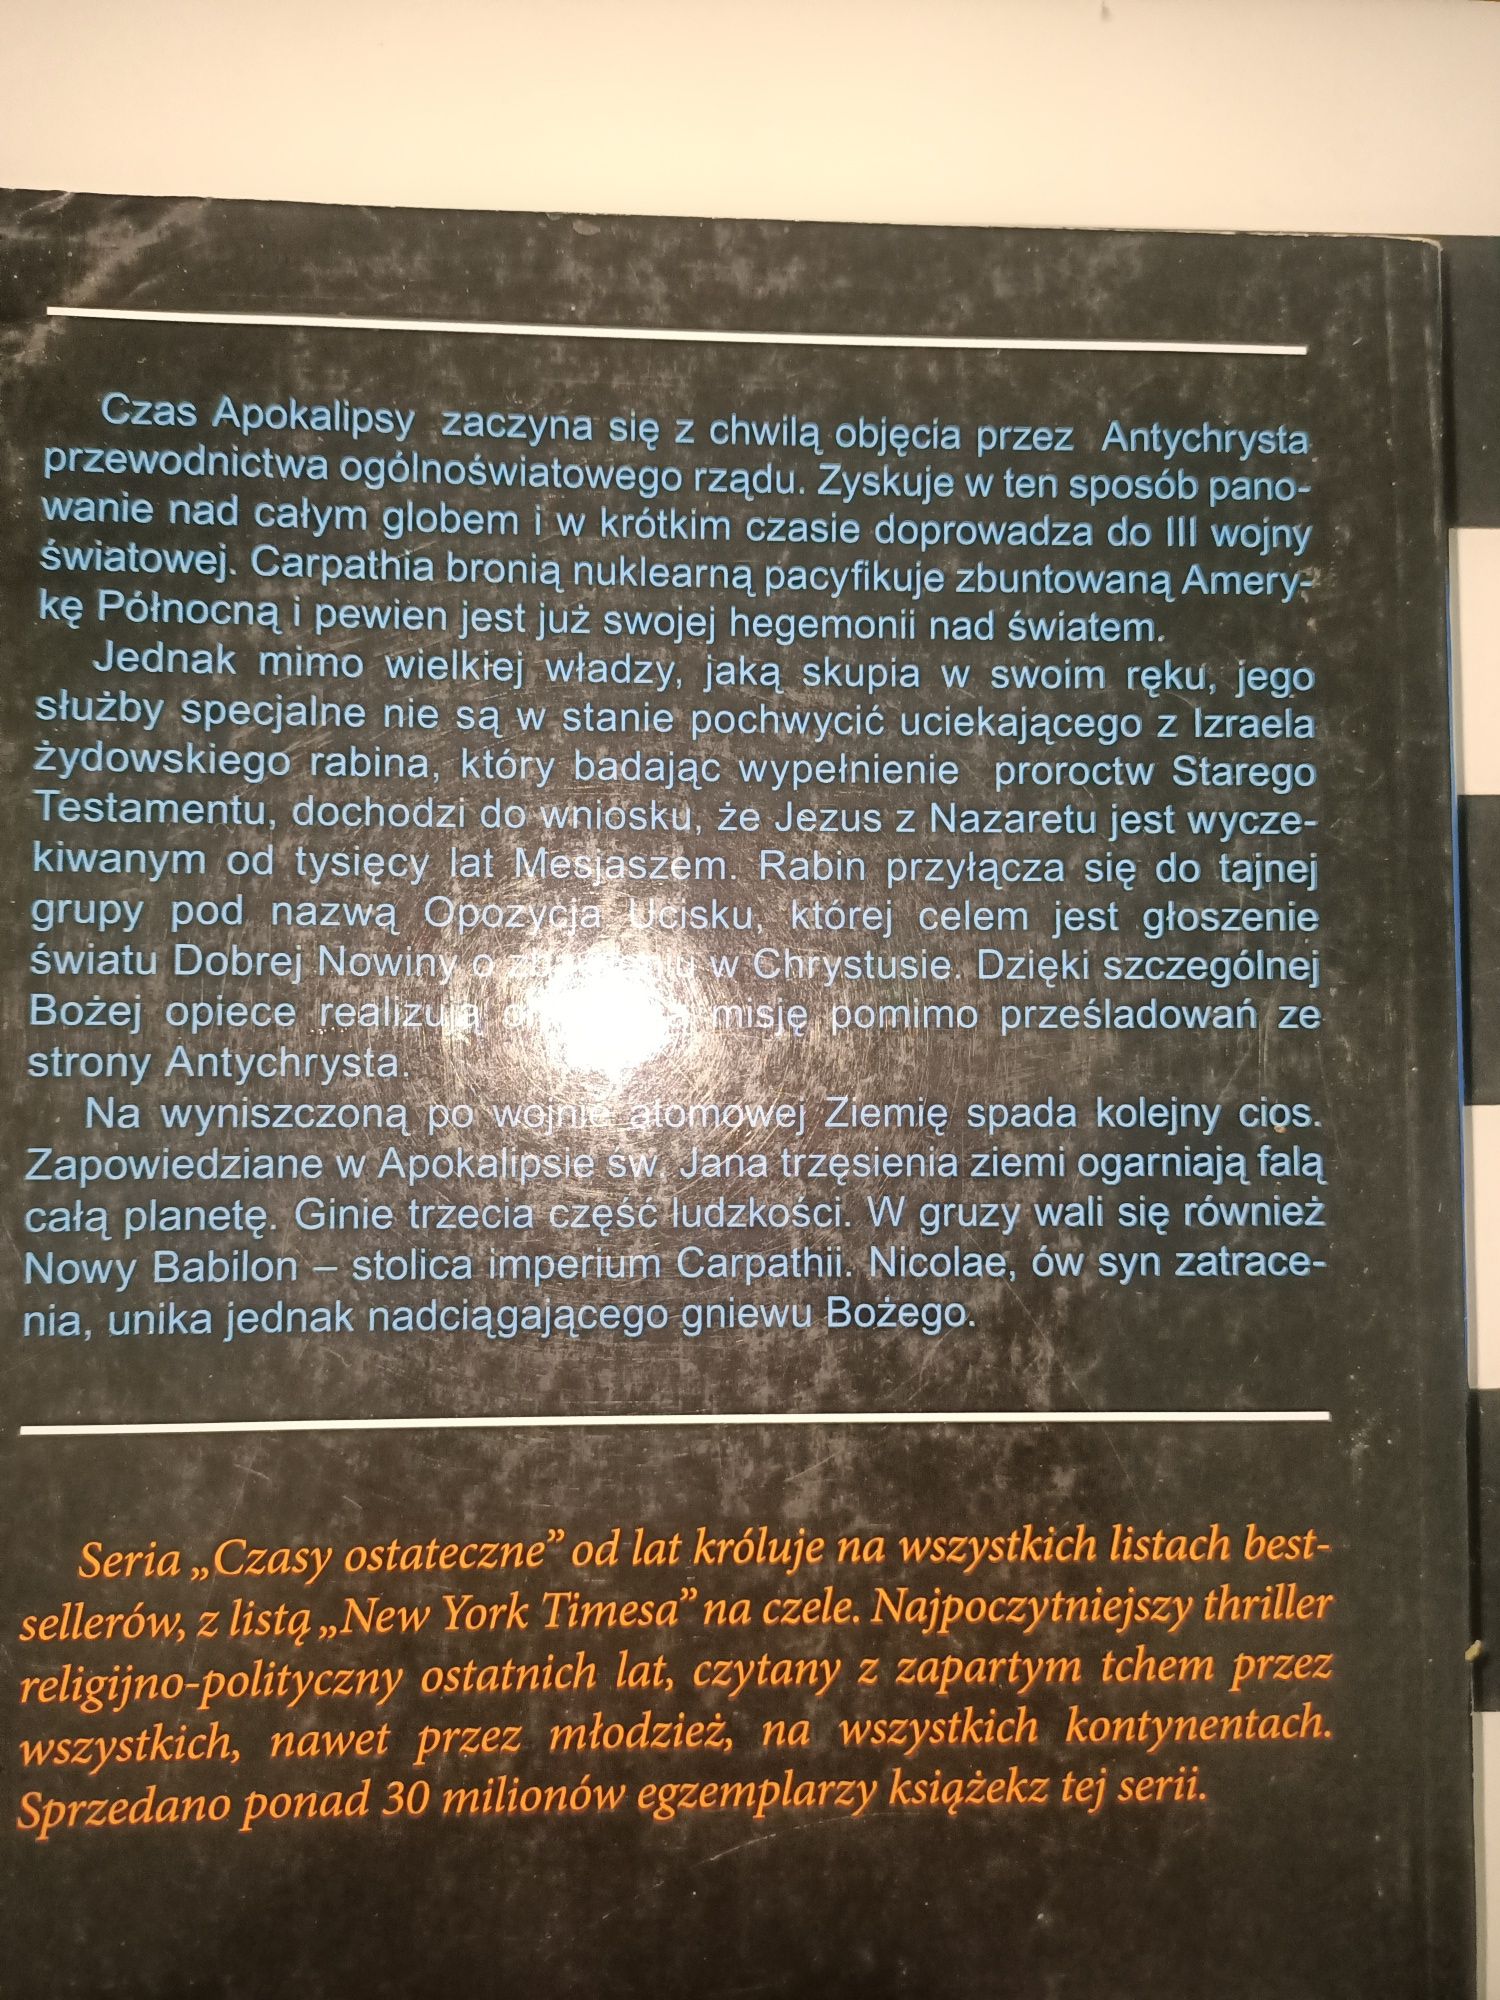 Czas Apokalipsy zaczyna się z chwilą objęcia przez Antychrysta
przewodnictwa ogólnoświatowego rządu. Zyskuje w ten sposób pano-
wanie nad całym globem i w krótkim czasie doprowadza do III wojny
światowej. Carpathia bronią nuklearną pacyfikuje zbuntowaną Amery-
kę Północną i pewien jest już swojej hegemonii nad światem.
Jednak mimo wielkiej władzy, jaką skupia w swoim ręku, jego
służby specjalne nie są w stanie pochwycić uciekającego z Izraela
żydowskiego rabina, który badając wypełnienie proroctw Starego
Testamentu, dochodzi do wniosku, że Jezus z Nazaretu jest wycze-
kiwanym od tysięcy lat Mesjaszem. Rabin przyłącza się do tajnej
grupy pod nazwą Opozycja Ucisku, której celem jest głoszenie
światu Dobrej Nowiny o w Chrystusie. Dzięki szczególnej
Bożej opiece realizują misję pomimo prześladowań ze
strony Antychrysta.
Na wyniszczoną po wojnie atomowej Ziemię spada kolejny cios.
Zapowiedziane w Apokalipsie św. Jana trzęsienia ziemi ogarniają falą
całą planetę. Ginie trzecia część ludzkości. W gruzy wali się również
Nowy Babilon – stolica imperium Carpathii. Nicolae, ów syn zatrace-
nia, unika jednak nadciągającego gniewu Bożego.
Seria „Czasy ostateczne” od lat króluje na wszystkich listach best-
sellerów, z listą „New York Timesa” na czele. Najpoczytniejszy thriller
religijno-polityczny ostatnich lat, czytany z zapartym tchem przez
wszystkich, nawet przez młodzież, na wszystkich kontynentach.
Sprzedano ponad 30 milionów egzemplarzy książekz tej serii.